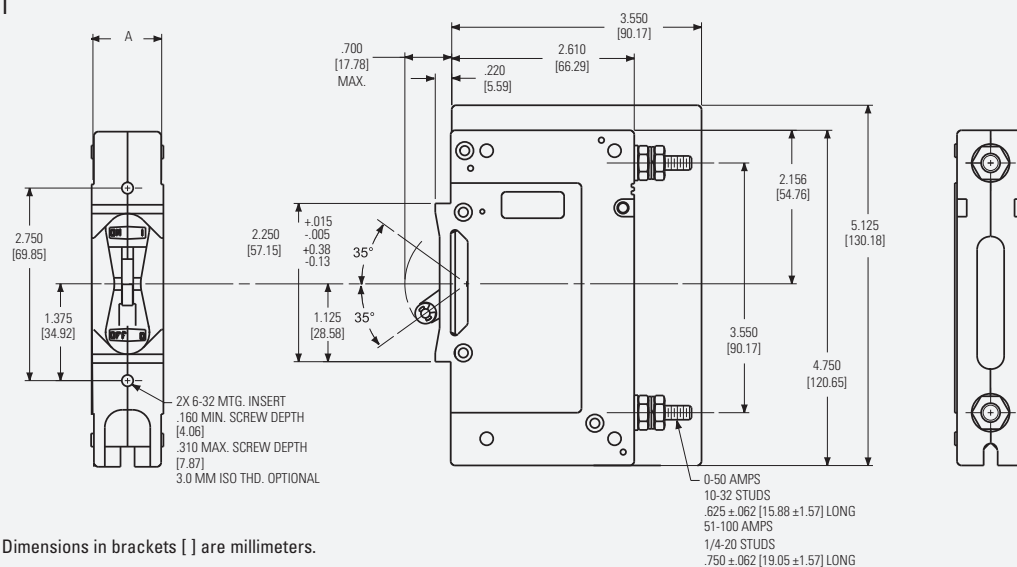 3.550
[90.17]
A
.700
[17.78]
MAX.
2.610
[66.29]
.220
[5.59]
2.156
[54.76]
5.125
[130.18]
2.750
[69.85]
2.250
[57.15]
+.015
-.005
+0.38
-0.13
35°
ON I
1.375
[34.92]
1.125
[28.58]
35°
OFF O
3.550
[90.17]
4.750
[120.65]
2X 6-32 MTG. INSERT
.160 MIN. SCREW DEPTH
[4.06]
.310 MAX. SCREW DEPTH
[7.87]
3.0 MM ISO THD. OPTIONAL
0-50 AMPS
10-32 STUDS
.625 ±.062 [15.88 ±1.57] LONG
51-100 AMPS
1/4-20 STUDS
.750 ±.062 [19.05 ±1.57] LONG
Dimensions in brackets [ ] are millimeters.